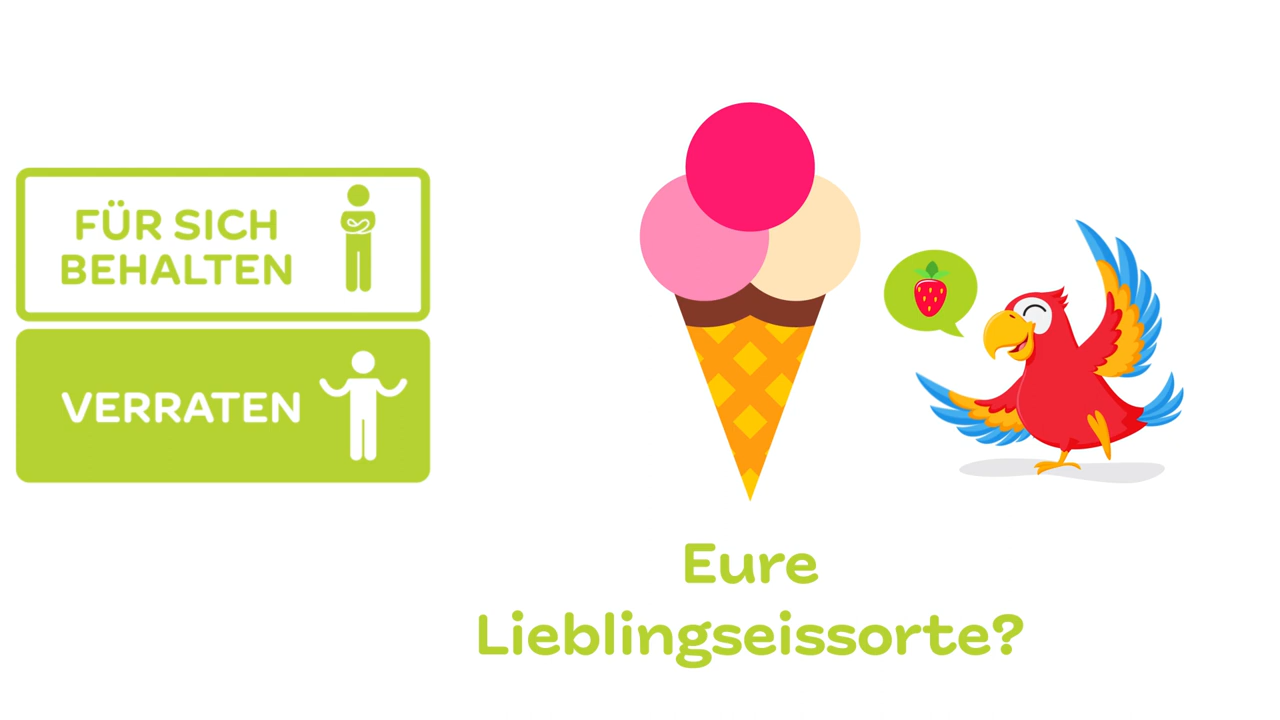 FÜR SICH
BEHALTEN
VERRATEN
Eure
Lieblingseissorte?